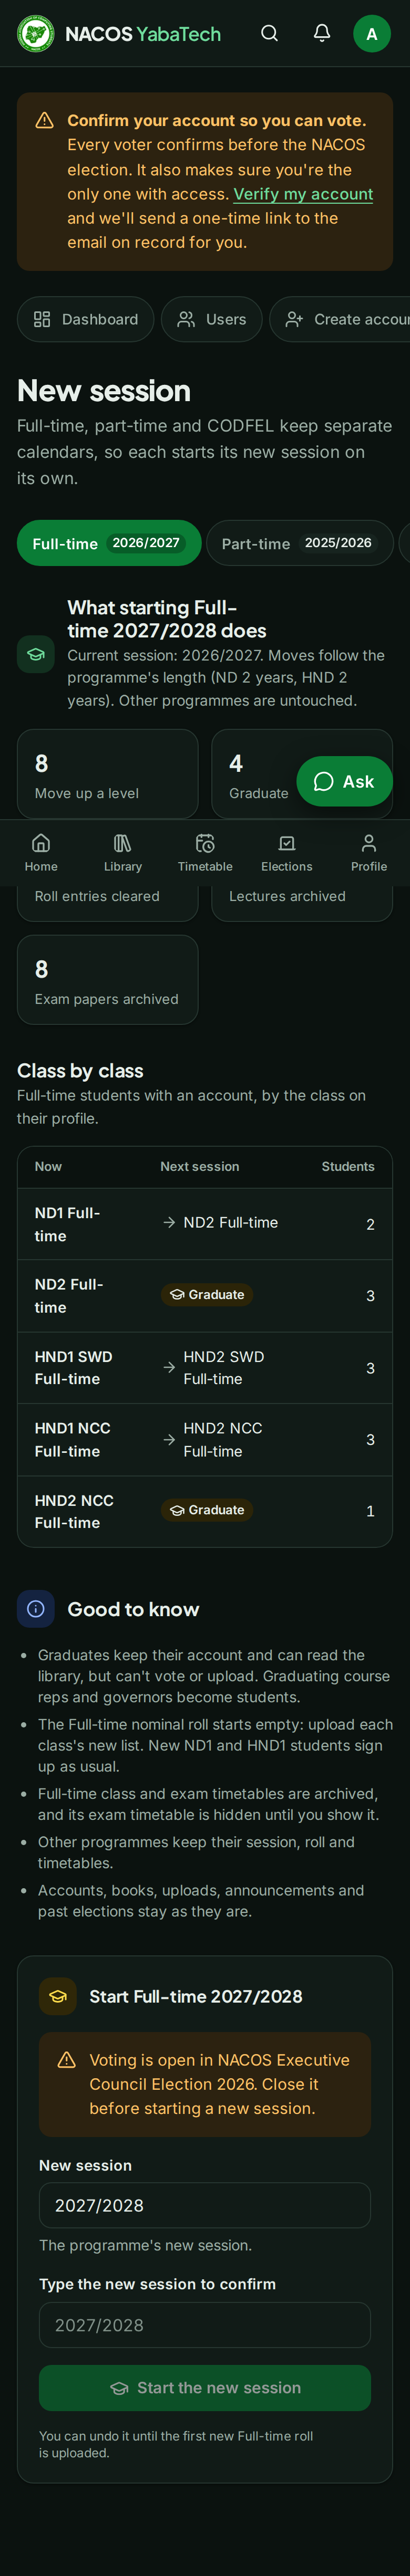 NACOS YabaTech
A
Confirm your account so you can vote.
Every voter confirms before the NACOS
election. It also makes sure you're the
only one with access. Verify my account
and we'll send a one-time link to the
email on record for you.
Dashboard
Users
Create accour
New session
Full-time, part-time and CODFEL keep separate
calendars, so each starts its new session on
its own.
Full-time 2026/2027
Part-time 2025/2026
What starting Full-
time 2027/2028 does
Current session: 2026/2027. Moves follow the
programme's length (ND 2 years, HND 2
years). Other programmes are untouched.
8
Move up a level
4
Graduate
Ask
Home
Library
Timetable
Elections
Profile
Roll entries cleared
Lectures archived
8
Exam papers archived
Class by class
Full-time students with an account, by the class on
their profile.
Now
Next session
Students
ND1 Full-
time
→ ND2 Full-time
2
ND2 Full-
time
Graduate
3
HND1 SWD
Full-time
→ HND2 SWD
Full-time
3
HND1 NCC
Full-time
→ HND2 NCC
Full-time
3
HND2 NCC
Full-time
Graduate
1
Good to know
• Graduates keep their account and can read the
library, but can't vote or upload. Graduating course
reps and governors become students.
• The Full-time nominal roll starts empty: upload each
class's new list. New ND1 and HND1 students sign
up as usual.
• Full-time class and exam timetables are archived,
and its exam timetable is hidden until you show it.
• Other programmes keep their session, roll and
timetables.
• Accounts, books, uploads, announcements and
past elections stay as they are.
Start Full-time 2027/2028
Voting is open in NACOS Executive
Council Election 2026. Close it
before starting a new session.
New session
2027/2028
The programme's new session.
Type the new session to confirm
2027/2028
Start the new session
You can undo it until the first new Full-time roll
is uploaded.